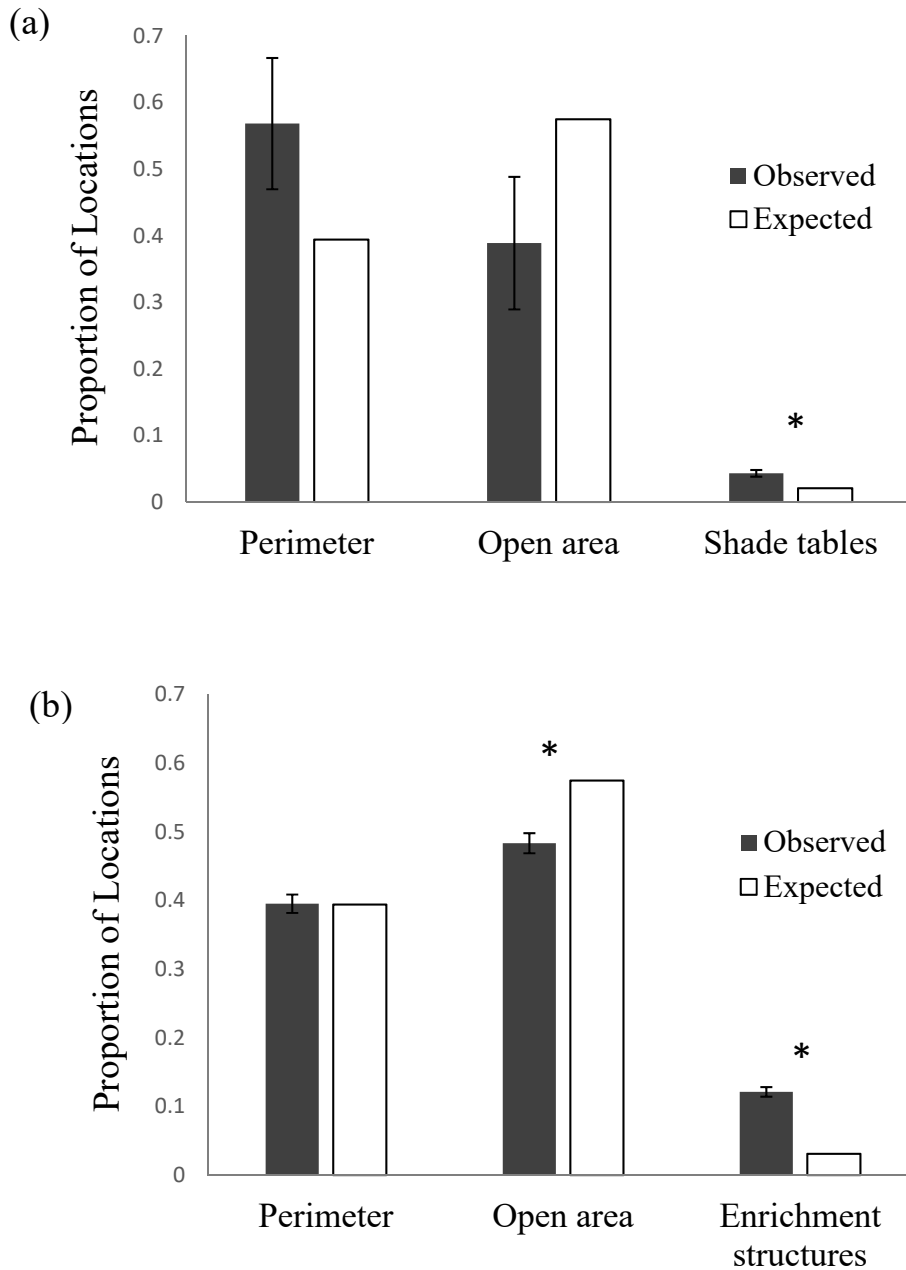 (a)
Proportion of Locations
0.7
0.6
0.5
0.4
0.3
0.2
0.1
0
Observed
Expected
*
Perimeter
Open area
Shade tables
(b)
Proportion of Locations
0.7
0.6
0.5
0.4
0.3
0.2
0.1
0
*
Observed
Expected
*
Perimeter
Open area
Enrichment
structures